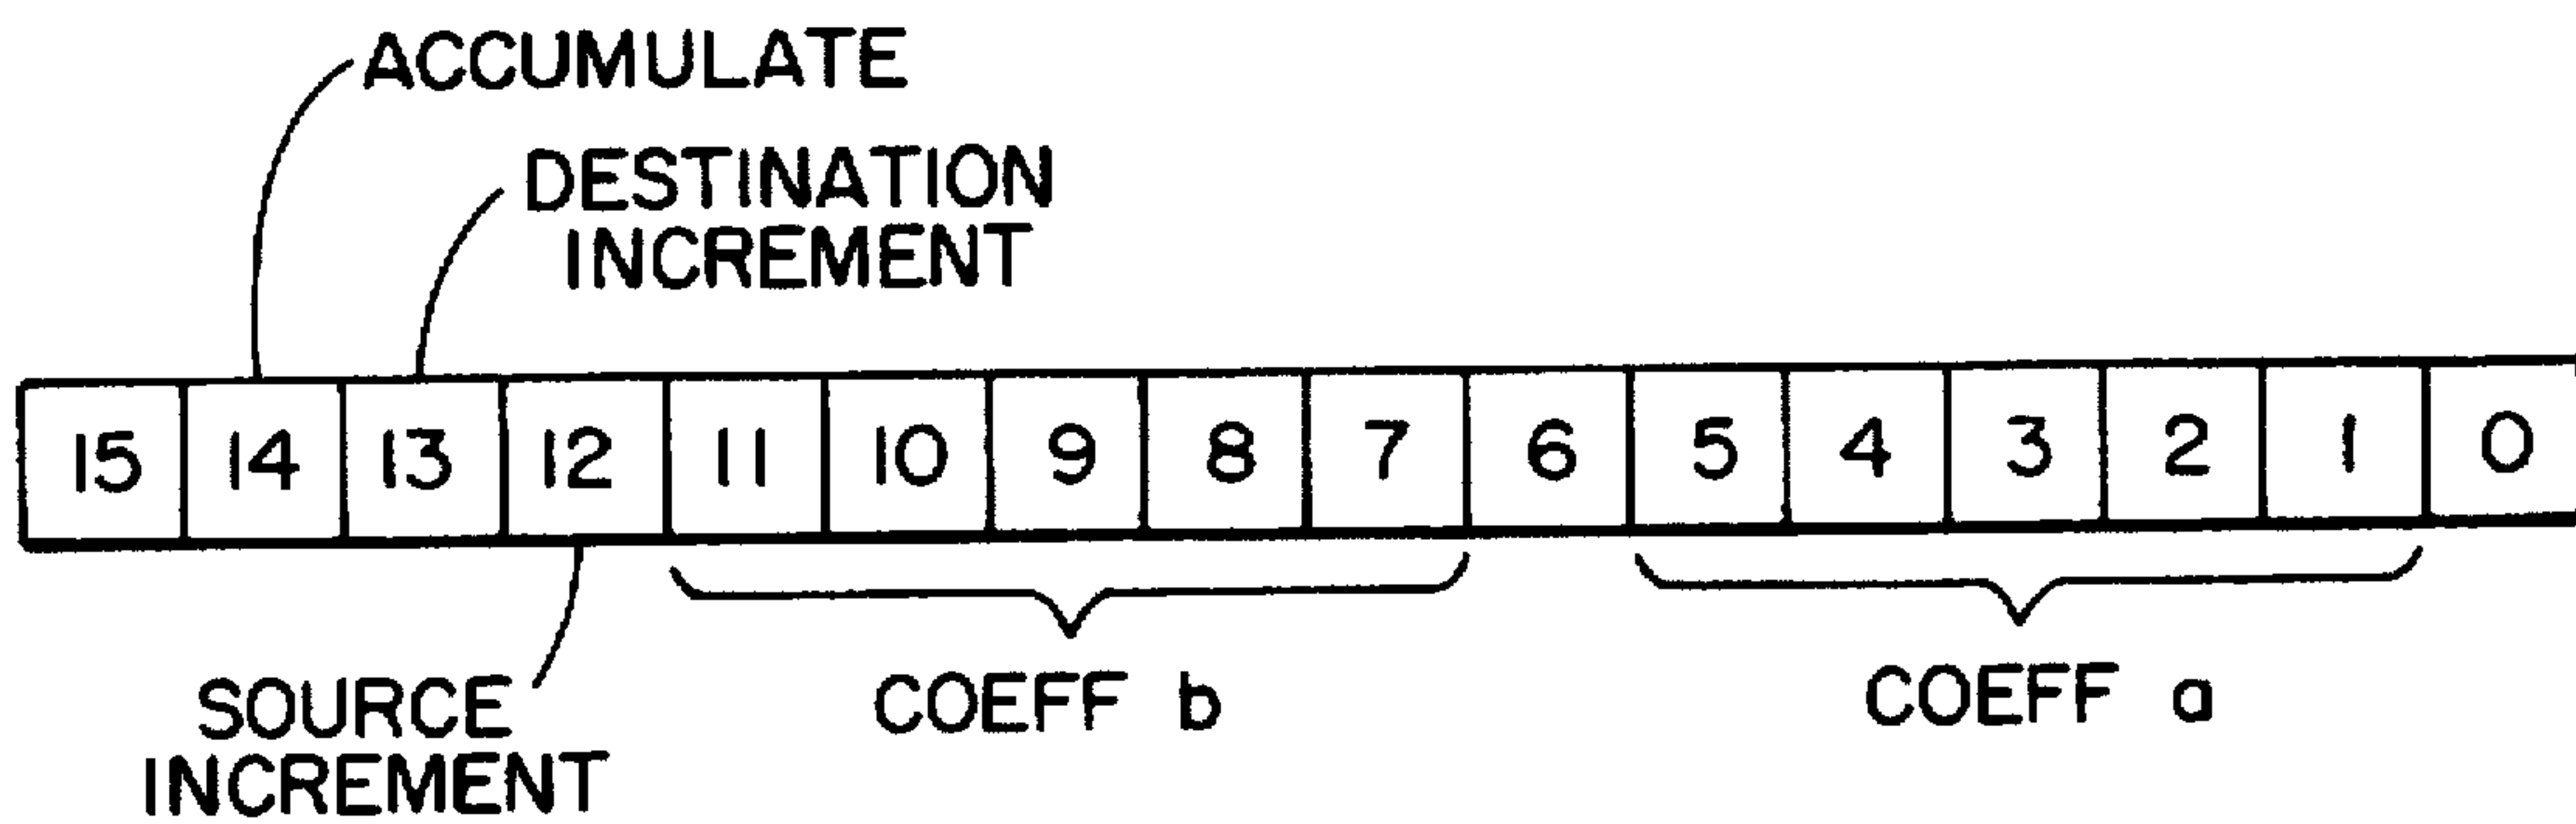 ACCUMULATE
DESTINATION
INCREMENT
15 14 13 12 11 10 9 8 7 6 5 4 3 2 1 0
SOURCE
INCREMENT
COEFF b
COEFF a